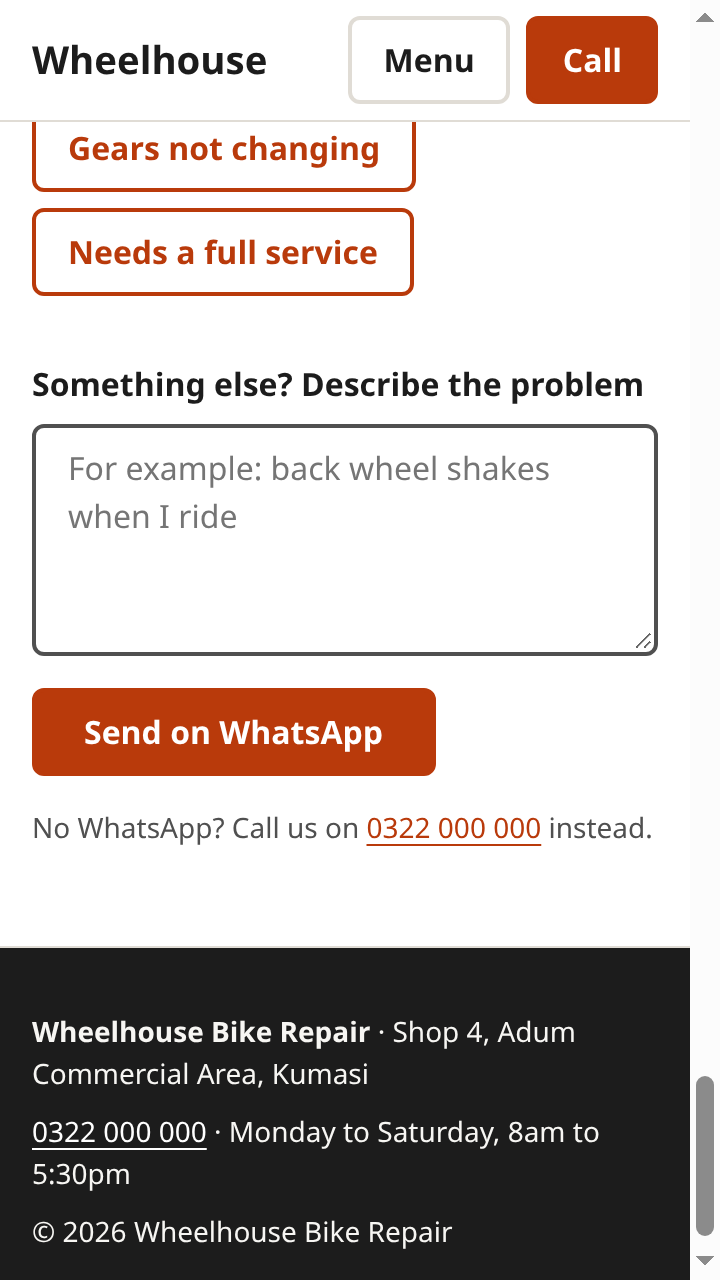 Wheelhouse
Menu
Call
Gears not changing
Needs a full service
Something else? Describe the problem
For example: back wheel shakes
when I ride
Send on WhatsApp
No WhatsApp? Call us on 0322 000 000 instead.
Wheelhouse Bike Repair · Shop 4, Adum
Commercial Area, Kumasi
0322 000 000 · Monday to Saturday, 8am to
5:30pm
© 2026 Wheelhouse Bike Repair